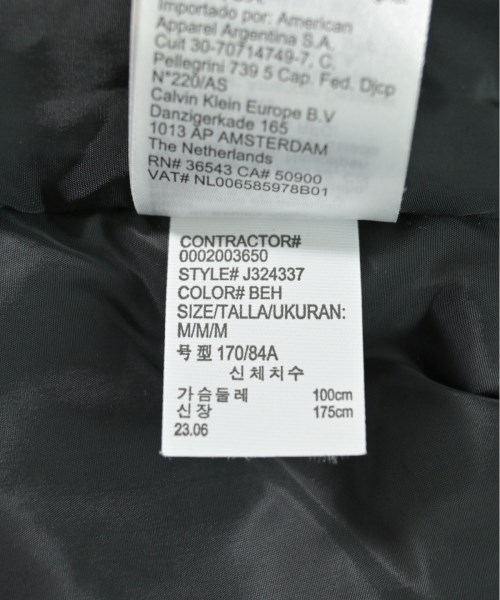 Importado por: American
Apparel Argentina S.A.
Cuit 30-70714749-7, C.
Pellegrini 739 5 Cap. Fed. Djcp
N°220/AS
Calvin Klein Europe B.V
Danzigerkade 165
1013 AP AMSTERDAM
The Netherlands
RN# 36543 CA# 50900
VAT# NL006585978B01
CONTRACTOR#
0002003650
STYLE# J324337
COLOR# BEH
SIZE/TALLA/UKURAN:
M/M/M
号型 170/84A
신체치수
가슴둘레 100cm
신장 175cm
23.06